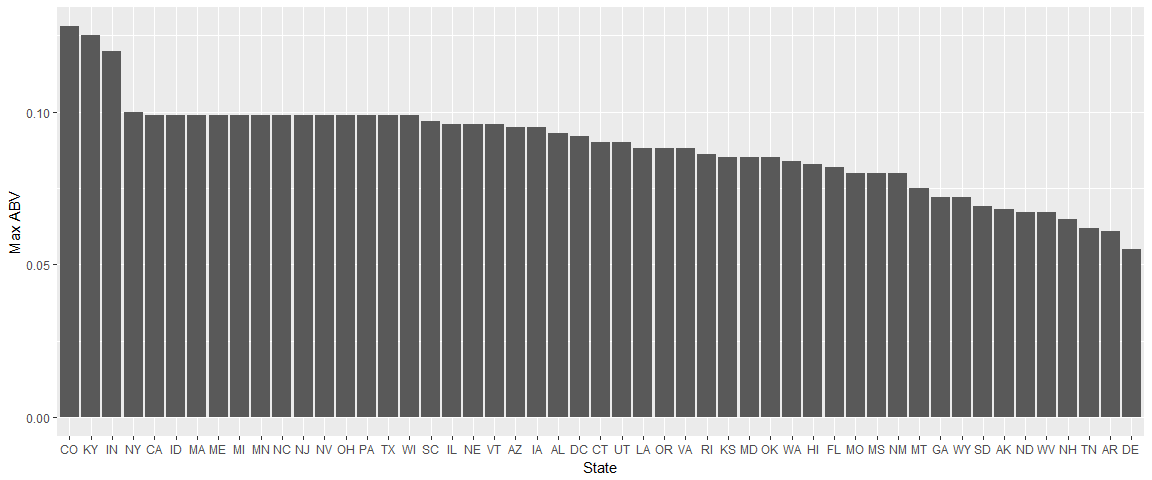 Max ABV
0.10
0.05
0.00
CO KY IN NY CA ID MA ME MI MN NC NJ NV OH PA TX WI SC IL NE VT AZ IA AL DC CT UT LA OR VA RI KS MD OK WA HI FL MO MS NM MT GA WY SD AK ND WV NH TN AR DE
State